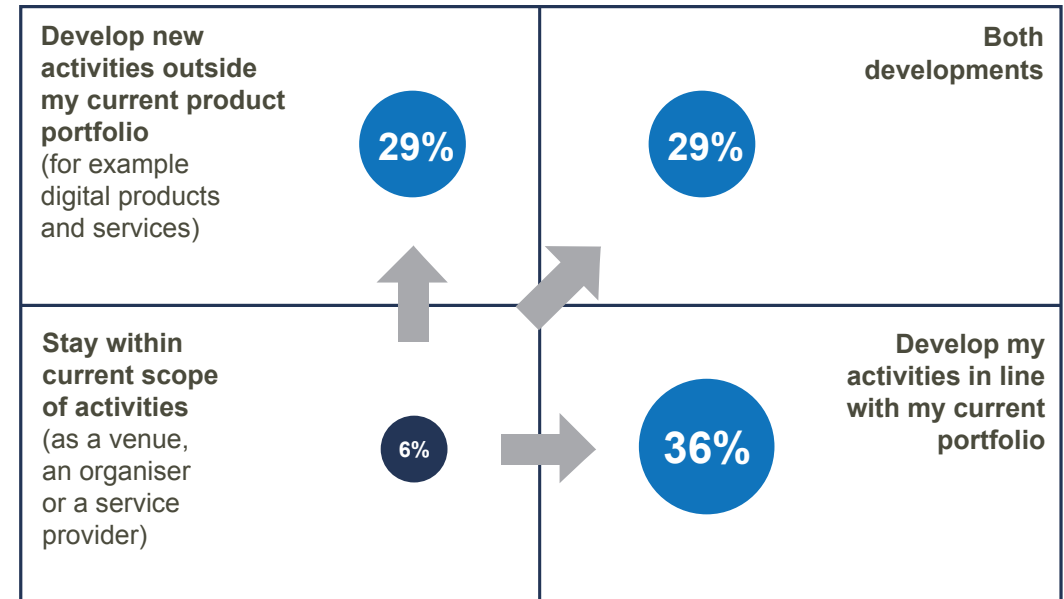 Develop new
activities outside
my current product
portfolio
(for example
digital products
and services)
29%
29%
Both
developments
Stay within
current scope
of activities
(as a venue,
an organiser
or a service
provider)
6%
36%
Develop my
activities in line
with my current
portfolio